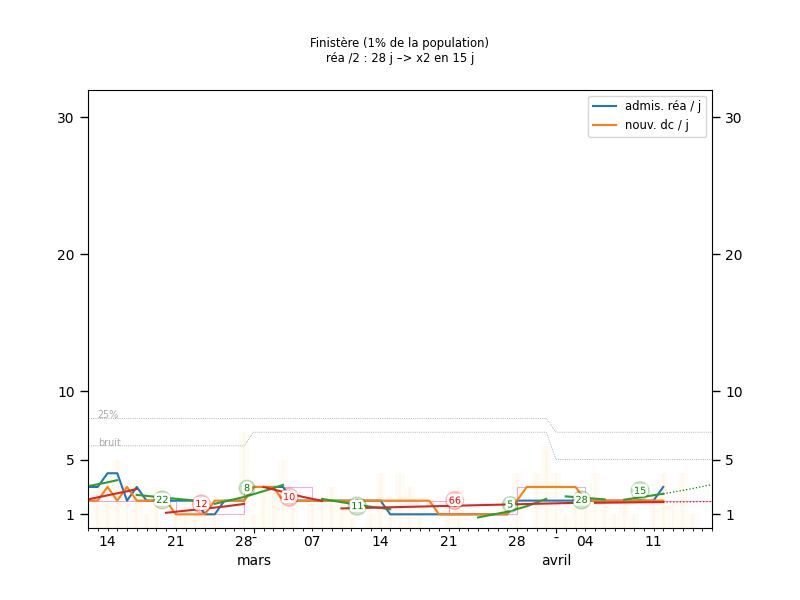 Finistère (1% de la population)
réa /2 : 28 j –> x2 en 15 j
admis. réa / j
nouv. dc / j
30 30
20 20
10 10
25%
bruit
5 5
22 12 8 10 11 66 5 28 15
1 1
14 21 28 07 14 21 28 04 11
mars avril